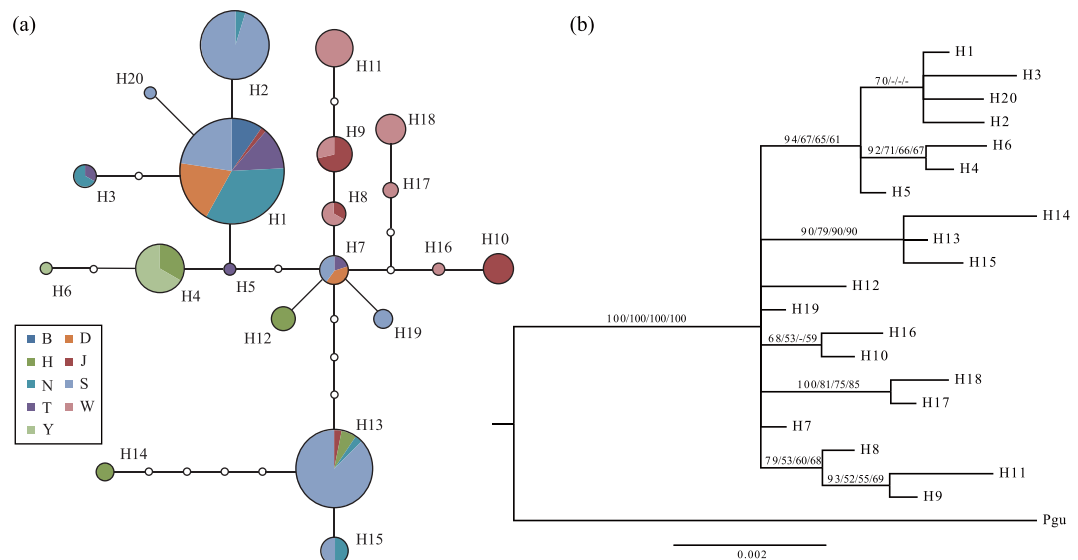 (a)
H20
H2
H11
H9
H18
H3
H1
H8
H17
H7
H16
H10
H6
H4
H5
H12
H19
B D
H J
N S
T W
Y
H13
H14
H15
(b)
H1
70/-/-/-
H3
H20
H2
94/67/65/61
H6
92/71/66/67
H4
H5
H14
90/79/90/90
H13
H15
H12
H19
100/100/100/100
H16
68/53/-/59
H10
H18
100/81/75/85
H17
H7
H8
79/53/60/68
H11
93/52/55/69
H9
Pgu
0.002